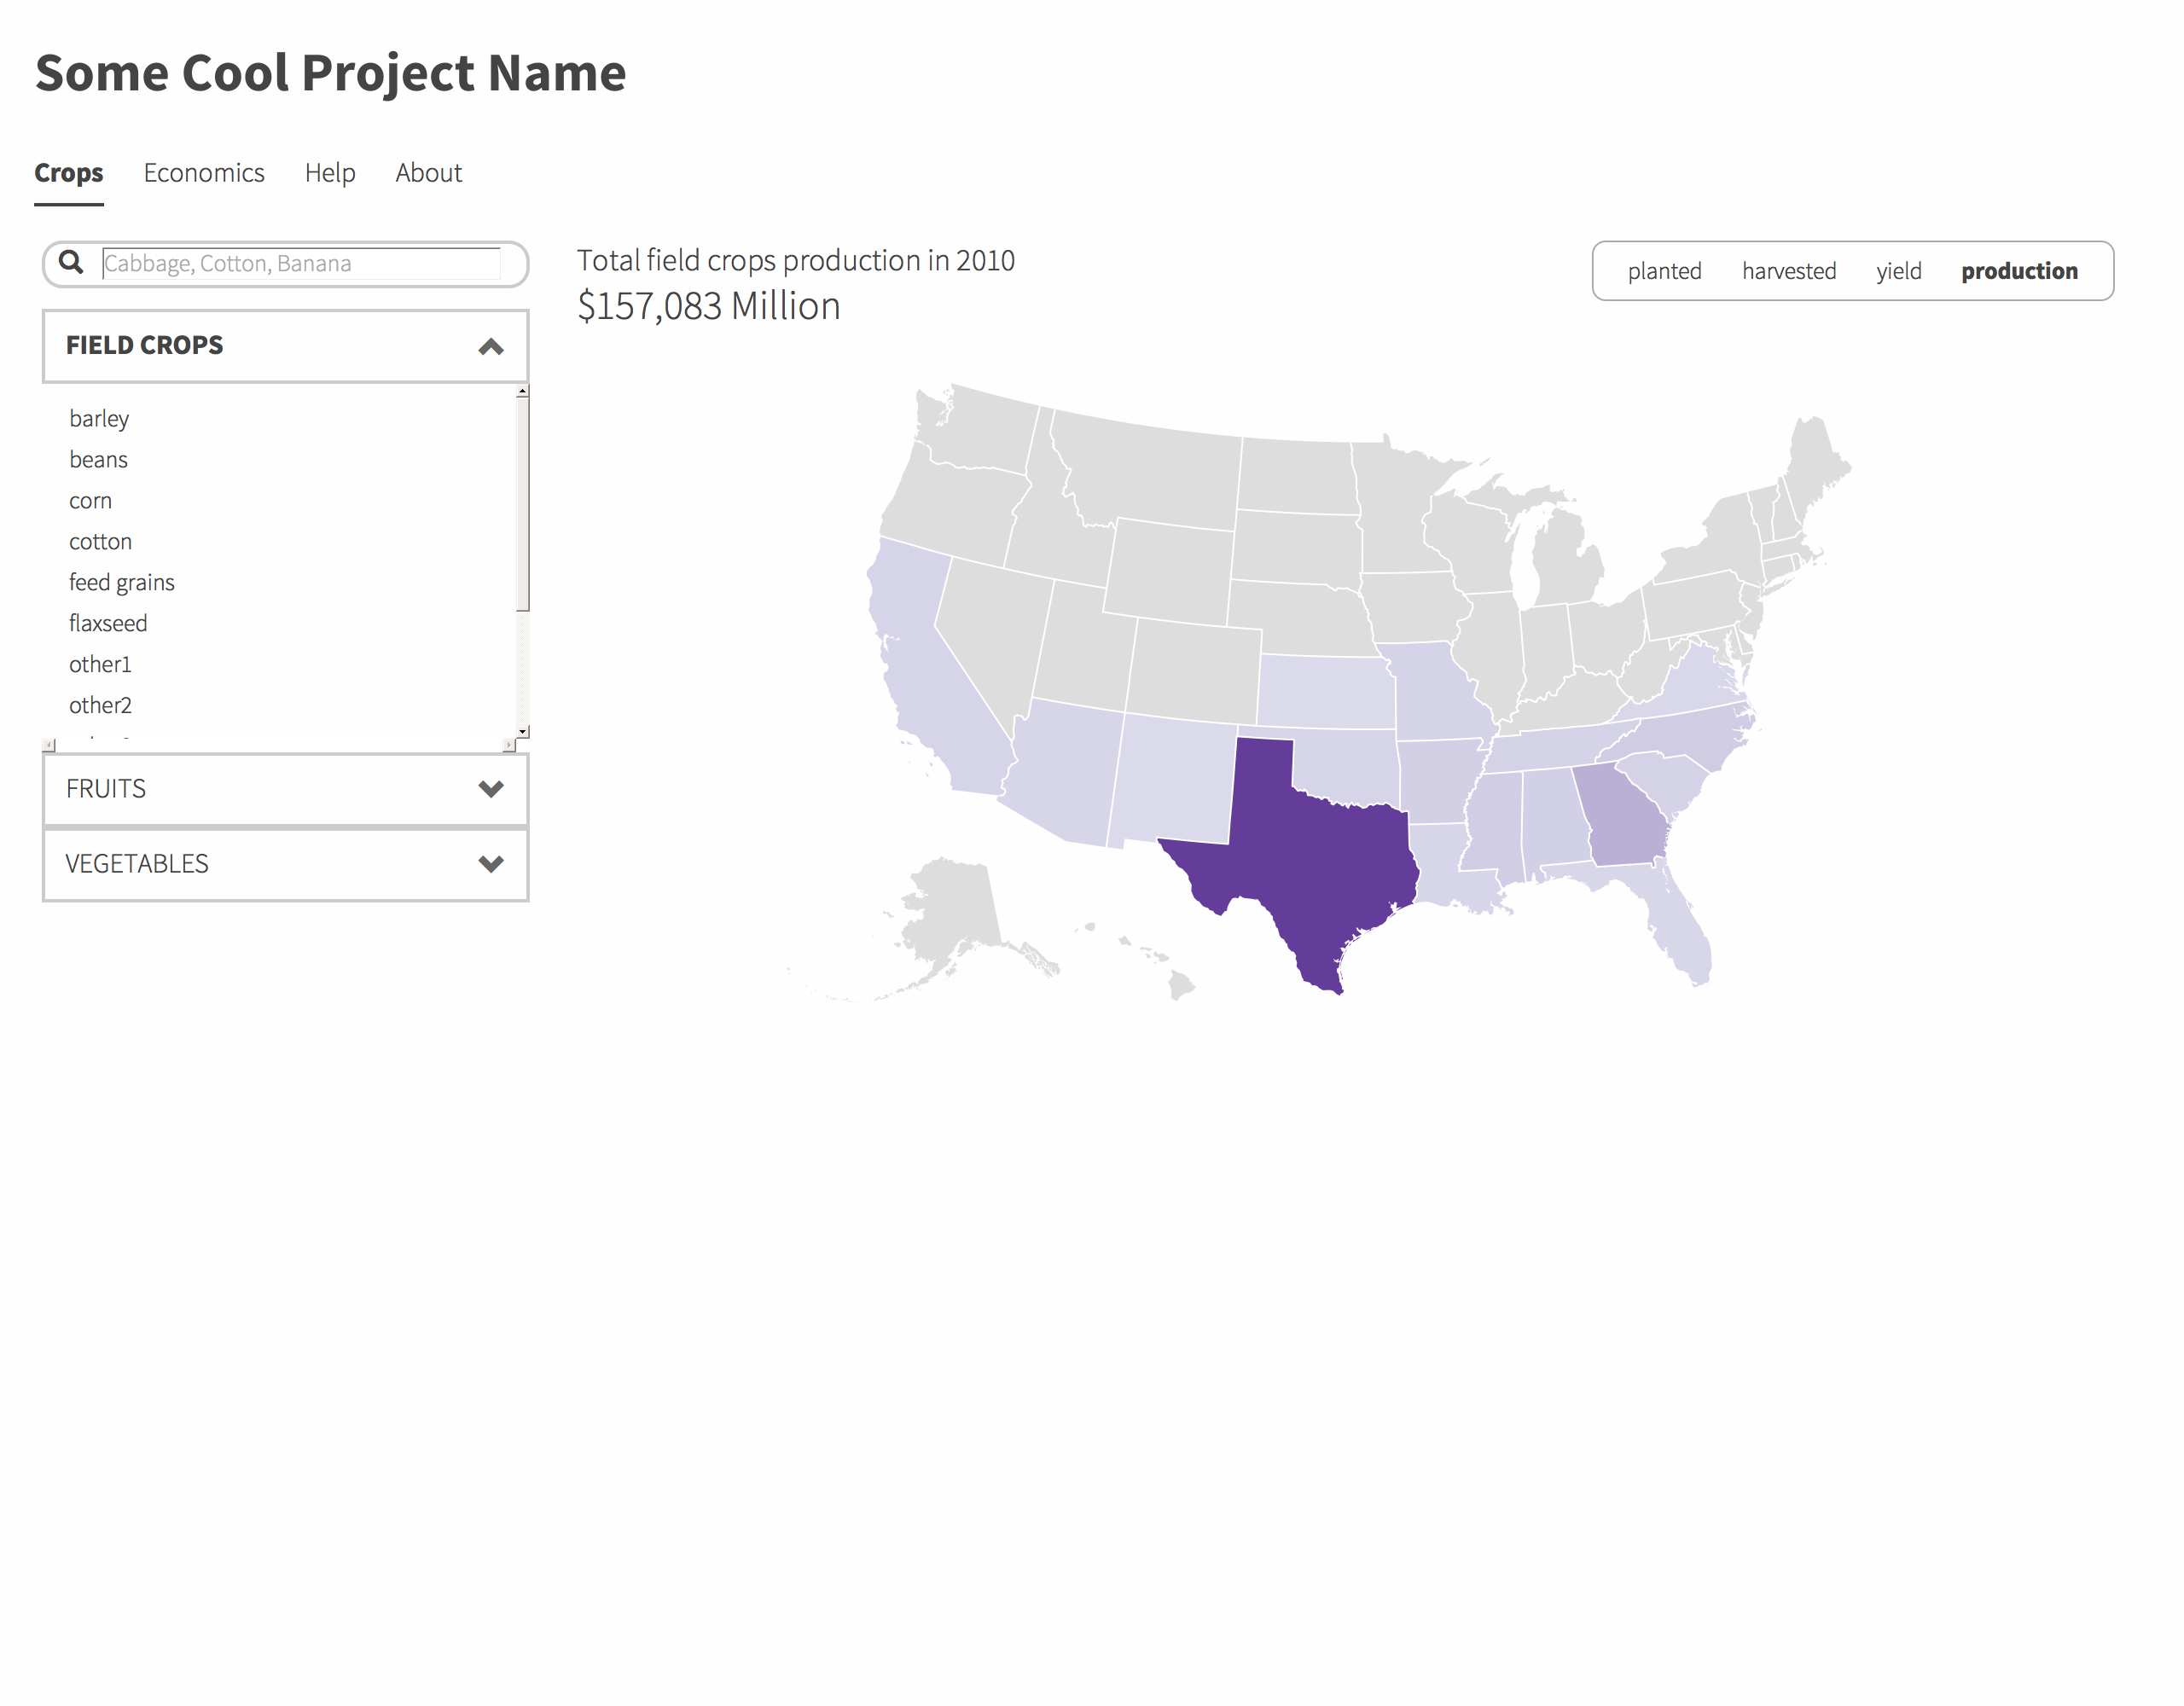 Some Cool Project Name
Crops Economics Help About
Cabbage, Cotton, Banana
Total field crops production in 2010
$157,083 Million
planted harvested yield production
FIELD CROPS
barley
beans
corn
cotton
feed grains
flaxseed
other1
other2
FRUITS
VEGETABLES